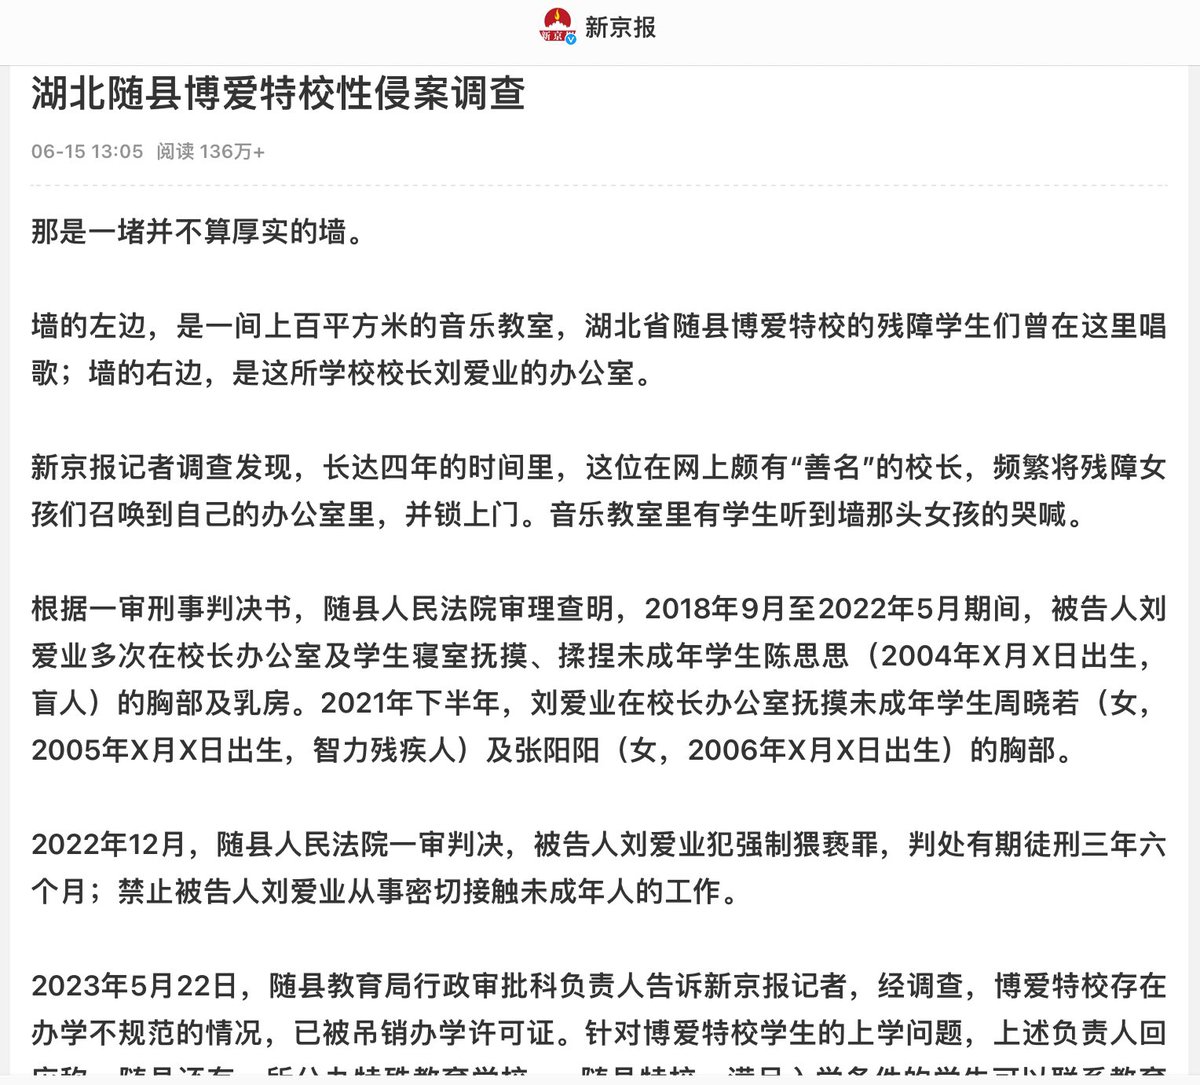 新京报
湖北随县博爱特校性侵案调查
06-15 13:05 阅读 136万+
那是一堵并不算厚实的墙。
墙的左边，是一间上百平方米的音乐教室，湖北省随县博爱特校的残障学生们曾在这里唱
歌；墙的右边，是这所学校校长刘爱业的办公室。
新京报记者调查发现，长达四年的时间里，这位在网上颇有“善名”的校长，频繁将残障女
孩们召唤到自己的办公室里，并锁上门。音乐教室里有学生听到墙那头女孩的哭喊。
根据一审刑事判决书，随县人民法院审理查明，2018年9月至2022年5月期间，被告人刘
爱业多次在校长办公室及学生寝室抚摸、揉捏未成年学生陈思思（2004年X月X日出生，
盲人）的胸部及乳房。2021年下半年，刘爱业在校长办公室抚摸未成年学生周晓若（女，
2005年X月X日出生，智力残疾人）及张阳阳（女，2006年X月X日出生）的胸部。
2022年12月，随县人民法院一审判决，被告人刘爱业犯强制猥亵罪，判处有期徒刑三年六
个月；禁止被告人刘爱业从事密切接触未成年人的工作。
2023年5月22日，随县教育局行政审批科负责人告诉新京报记者，经调查，博爱特校存在
办学不规范的情况，已被吊销办学许可证。针对博爱特校学生的上学问题，上述负责人回